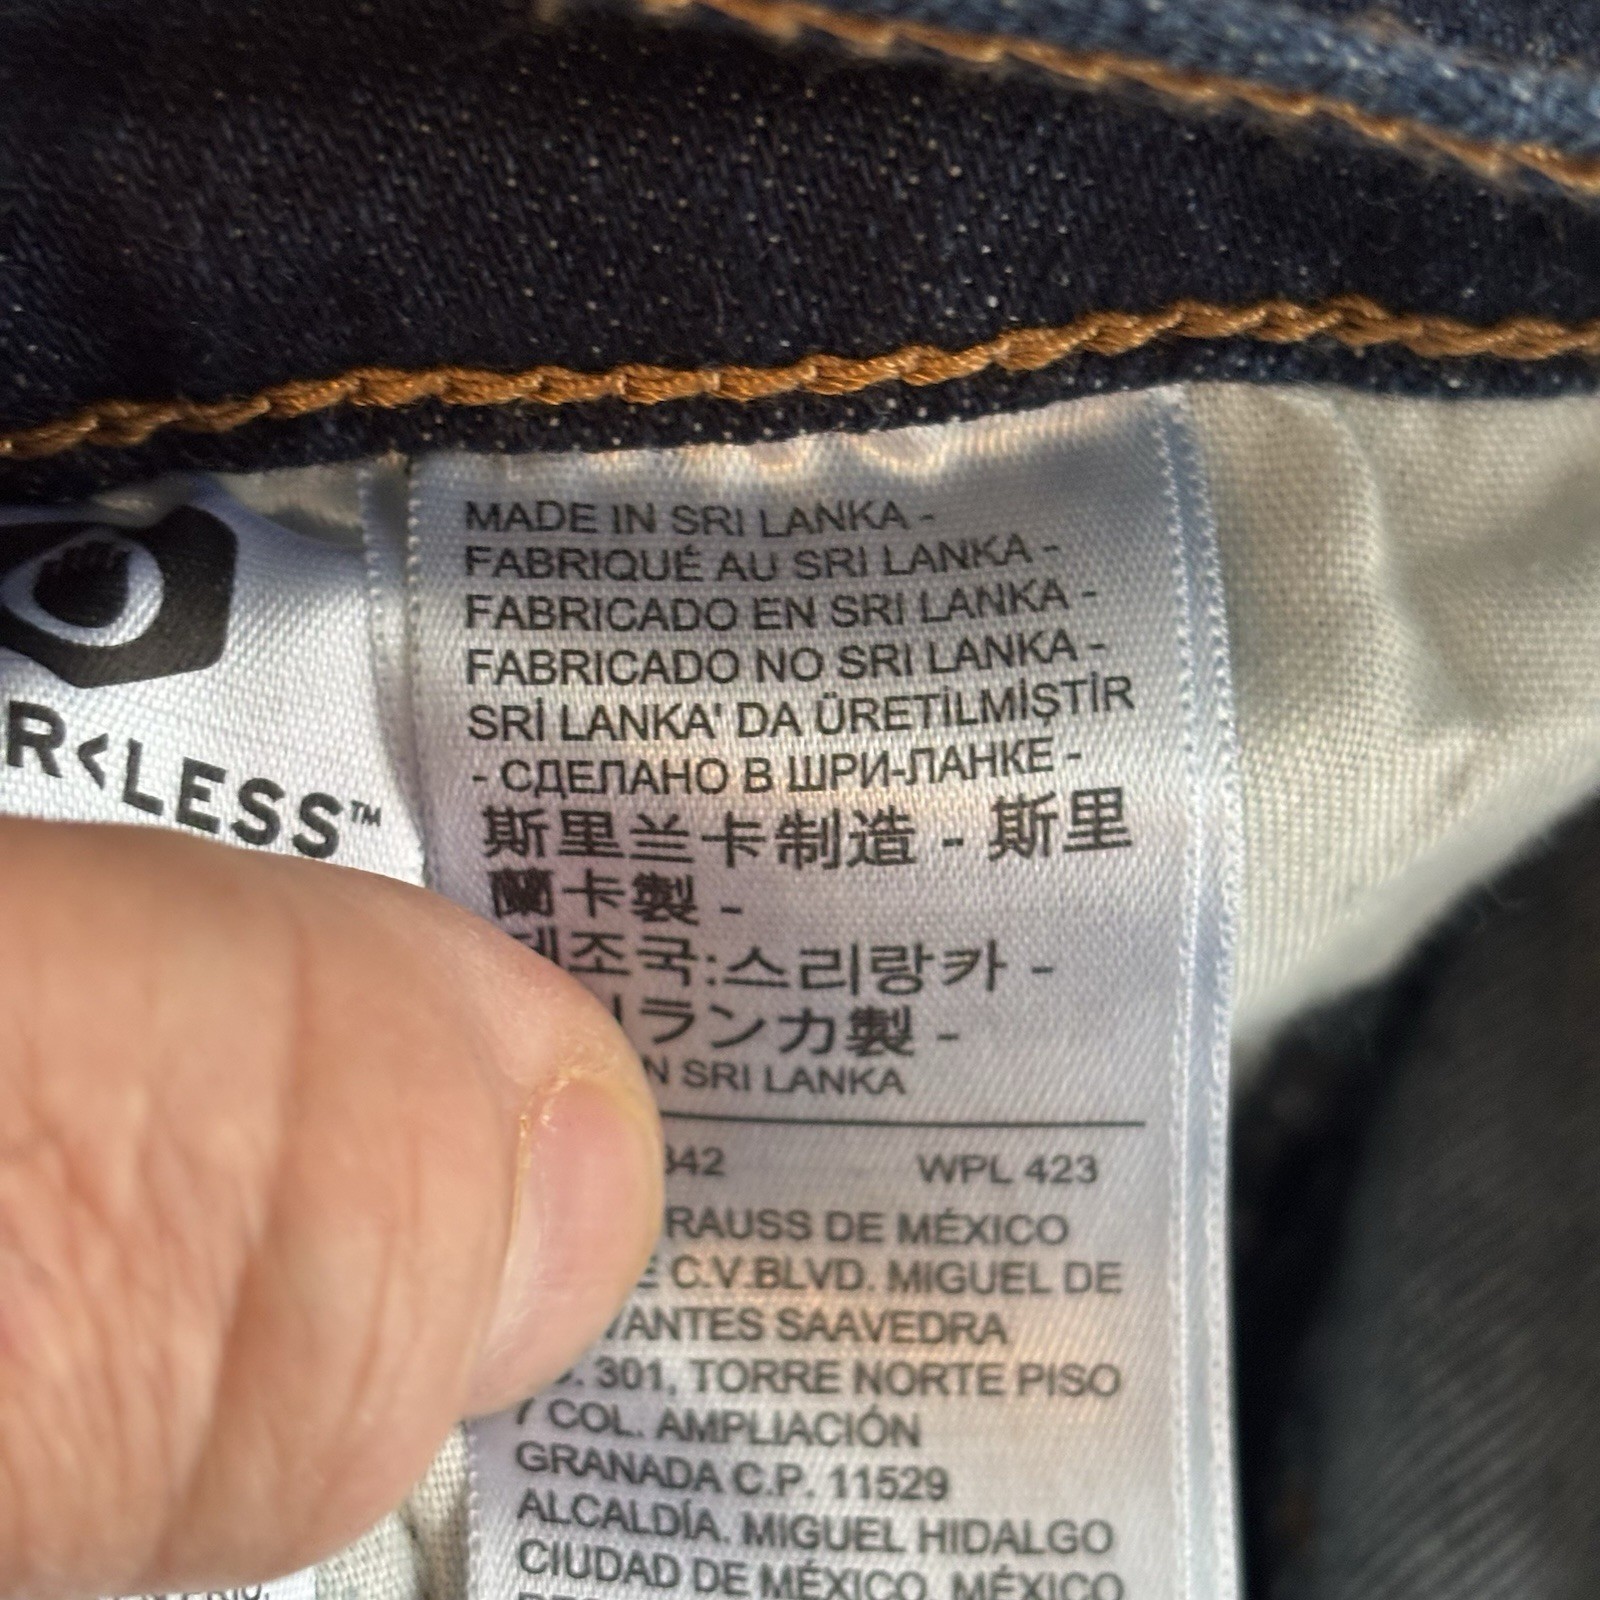 R<LESS™
MADE IN SRI LANKA -
FABRIQUÉ AU SRI LANKA -
FABRICADO EN SRI LANKA -
FABRICADO NO SRI LANKA -
SRİ LANKA' DA ÜRETİLMİŞTİR
- СДЕЛАНО В ШРИ-ЛАНКЕ -
斯里兰卡制造 - 斯里
蘭卡製 -
조국:스리랑카 -
ランカ製 -
N SRI LANKA
342 WPL 423
RAUSS DE MÉXICO
E C.V.BLVD. MIGUEL DE
VANTES SAAVEDRA
301, TORRE NORTE PISO
7 COL. AMPLIACIÓN
GRANADA C.P. 11529
ALCALDÍA. MIGUEL HIDALGO
CIUDAD DE MÉXICO, MÉXICO